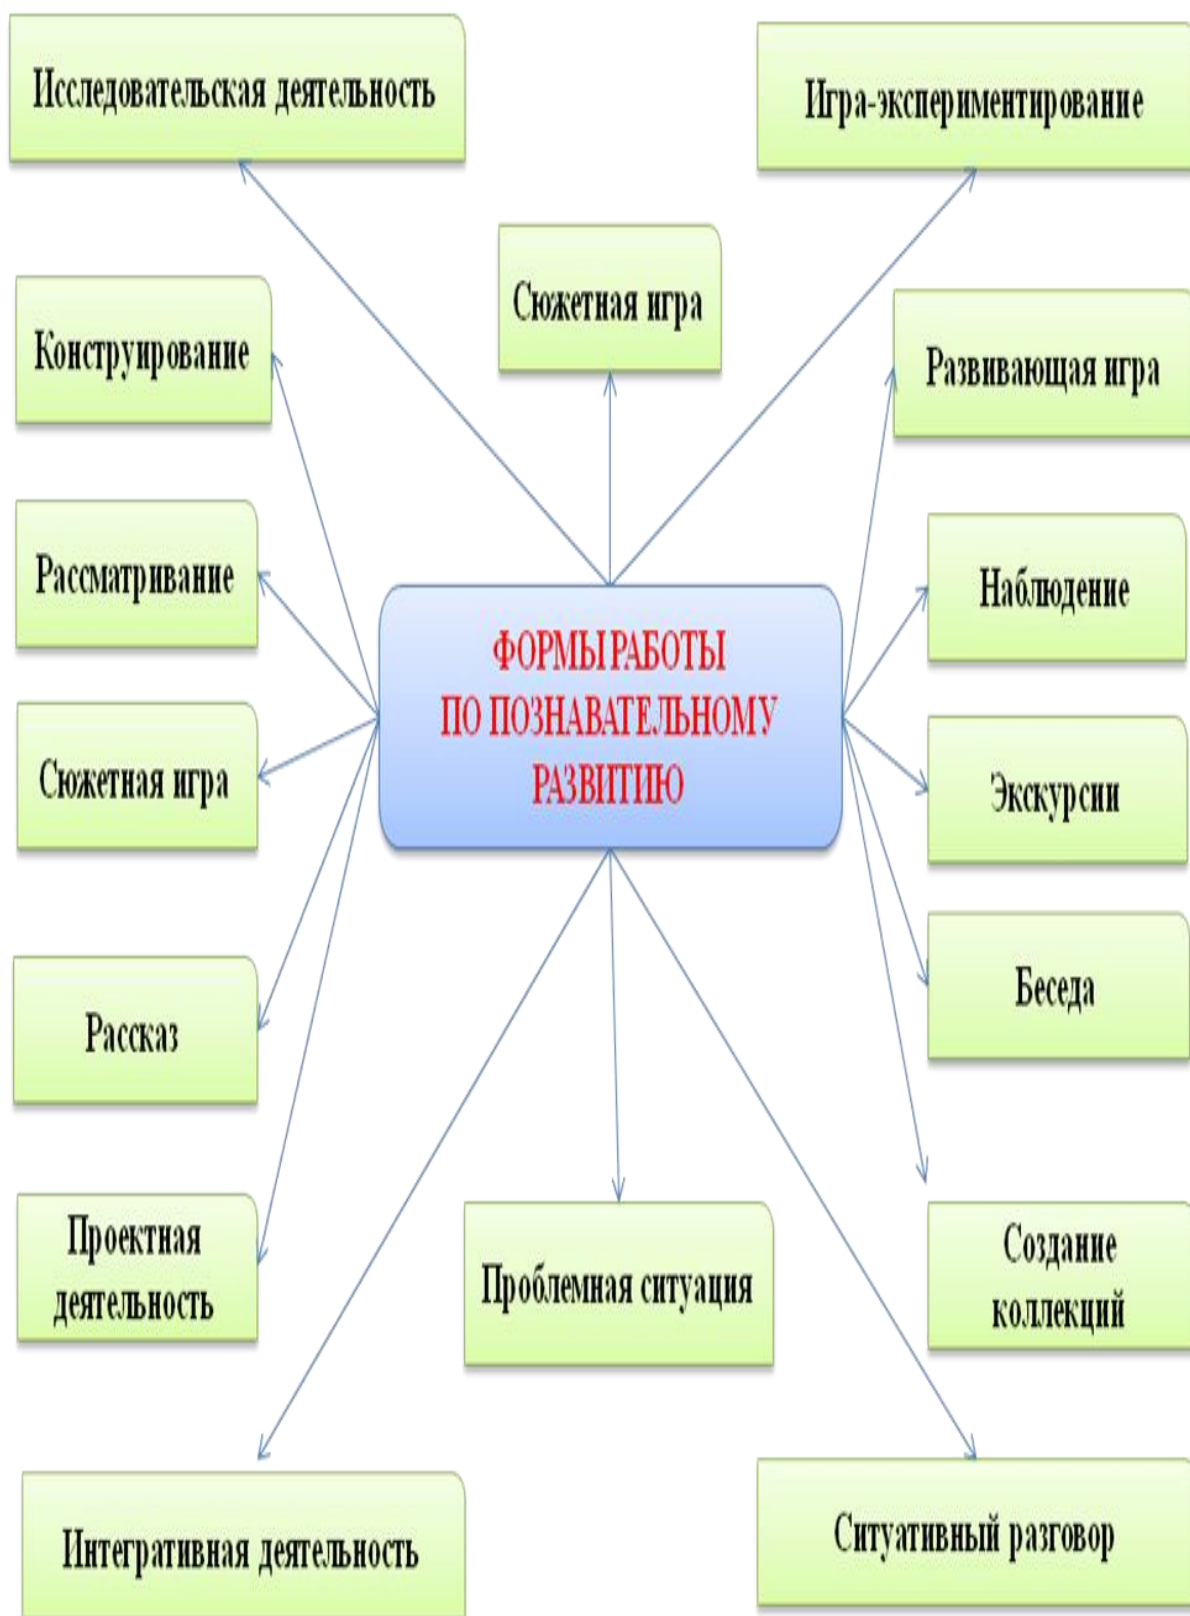 Исследовательская деятельность
Игра-экспериментирование
Сюжетная игра
Конструирование
Развивающая игра
Рассматривание
Наблюдение
ФОРМЫ РАБОТЫ
ПО ПОЗНАВАТЕЛЬНОМУ
РАЗВИТИЮ
Сюжетная игра
Экскурсии
Беседа
Рассказ
Проектная
деятельность
Проблемная ситуация
Создание
коллекций
Интегративная деятельность
Ситуативный разговор